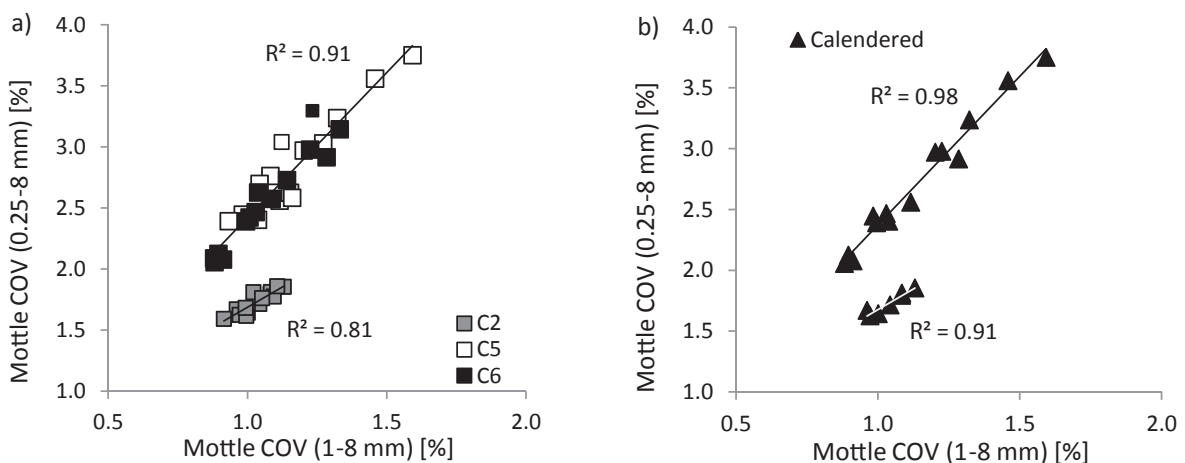 a)
4.0
3.5
3.0
2.5
2.0
1.5
1.0
Mottle COV (0.25-8 mm) [%]
R² = 0.91
R² = 0.81
C2
C5
C6
0.5 1.0 1.5 2.0
Mottle COV (1-8 mm) [%]
b)
4.0
3.5
3.0
2.5
2.0
1.5
1.0
Mottle COV (0.25-8 mm) [%]
Calendered
R² = 0.98
R² = 0.91
0.5 1.0 1.5 2.0
Mottle COV (1-8 mm) [%]